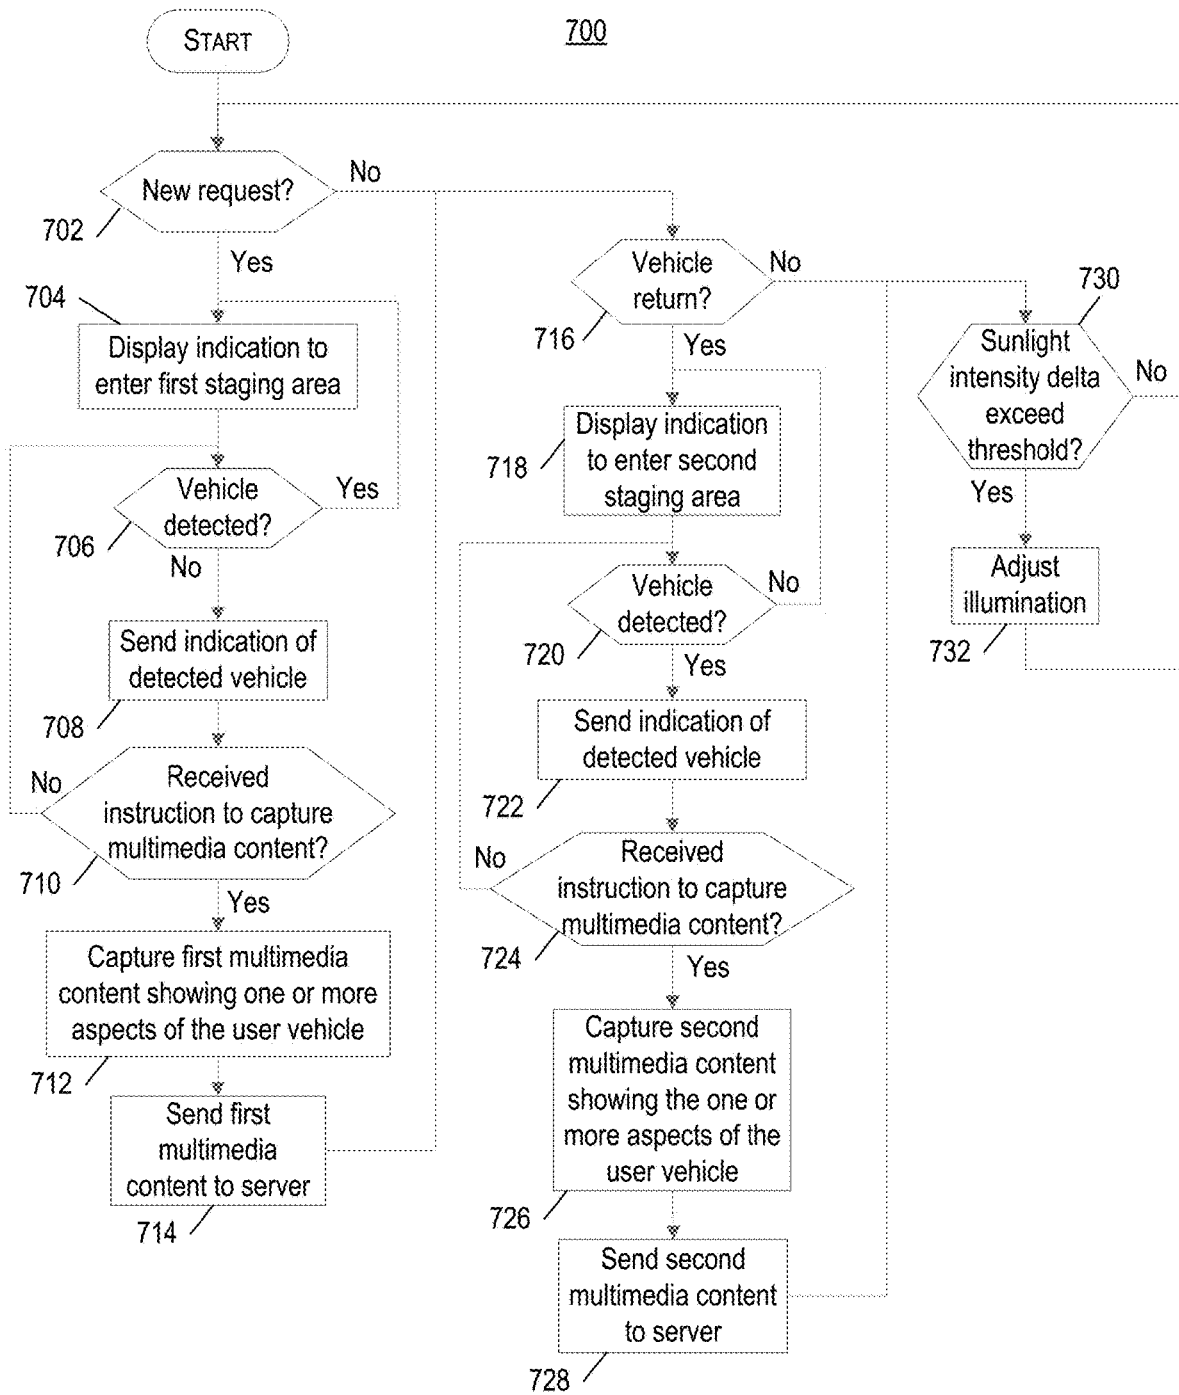 START
700
New request?
No
702
Yes
704
Display indication to
enter first staging area
Vehicle
detected?
Yes
706
No
Send indication of
detected vehicle
708
No
Received
instruction to capture
multimedia content?
710
Yes
Capture first multimedia
content showing one or more
aspects of the user vehicle
712
Send first
multimedia
content to server
714
Vehicle
return?
No
716
Yes
Display indication
to enter second
staging area
718
Vehicle
detected?
No
720
Yes
Send indication of
detected vehicle
722
No
Received
instruction to capture
multimedia content?
724
Yes
Capture second
multimedia content
showing the one or
more aspects of the
user vehicle
726
Send second
multimedia content
to server
728
730
Sunlight
intensity delta
exceed
threshold?
No
Yes
Adjust
illumination
732